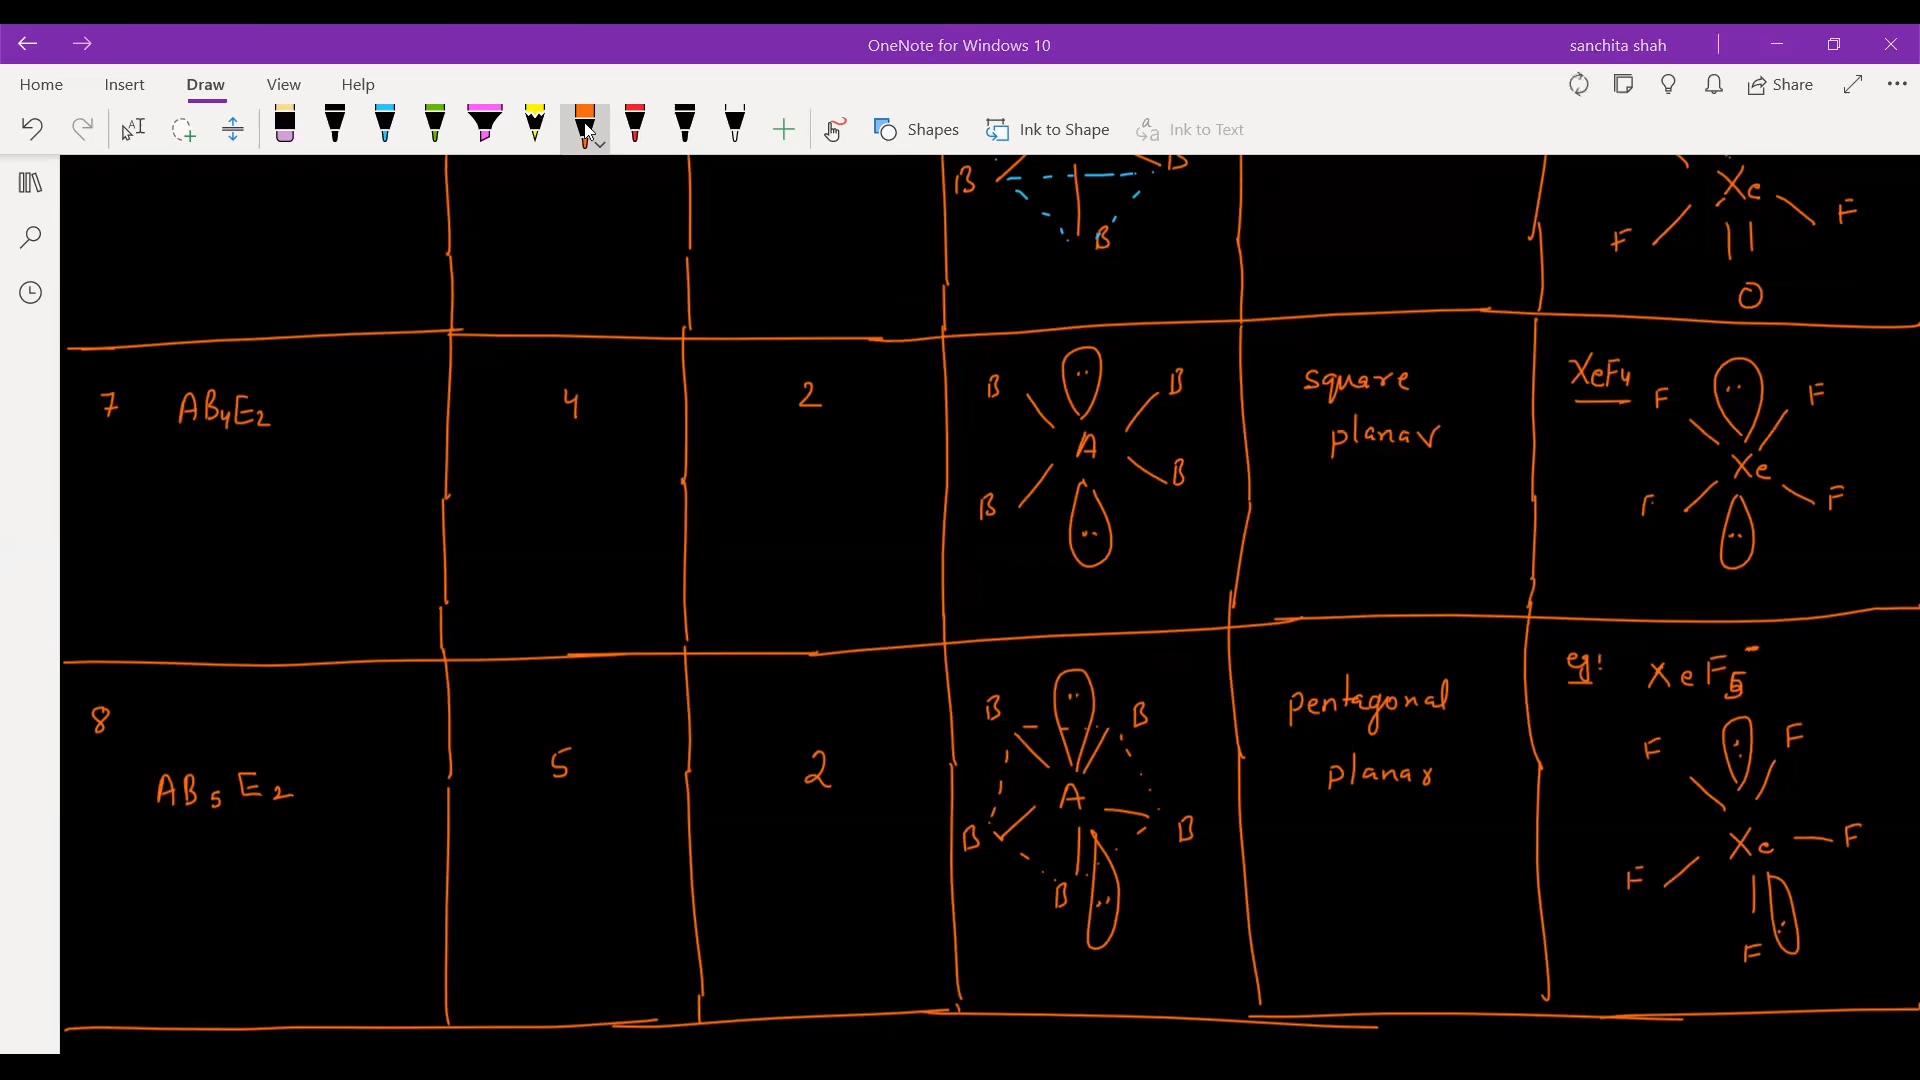 OneNote for Windows 10
sanchita shah
Home Insert Draw View Help
Share
Shapes Ink to Shape Ink to Text
B B
B
Xe
F F
O
7 AB4E2 4 2
B B
A
B B
square
planar
XeF4
F F
Xe
F F
8
AB5E2
5 2
B B
A
B B
B
pentagonal
planar
eg: XeF5-
F F
Xe F
F
F